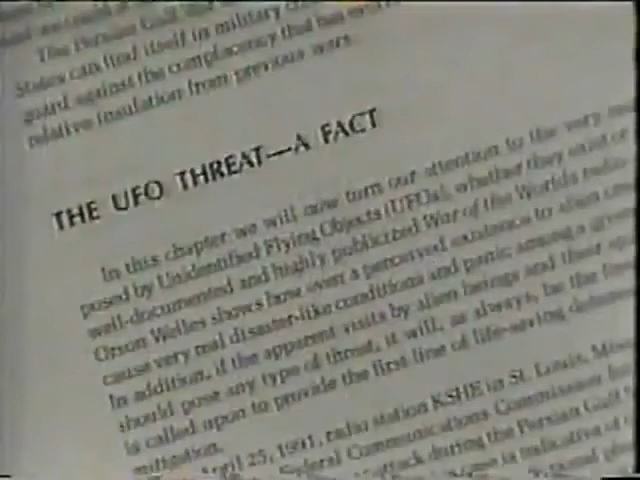 The Persian Gulf
States can find itself in military
guard against the complacency that has
relative insulation from previous wars.
THE UFO THREAT—A FACT
In this chapter we will now turn our attention to the very
posed by Unidentified Flying Objects (UFOs), whether they exist or
well-documented and highly publicized War of the Worlds radio
Orson Welles shows how even a perceived existence to alien
cause very real disaster-like conditions and panic among a given
In addition, if the apparent visits by alien beings and their
should pose any type of threat, it will, as always, be the
is called upon to provide the first line of life-saving
mitigation.
April 25, 1991, radio station KSHE in St. Louis,
Federal Communications Commission
attack during the Persian Gulf
is indicative of